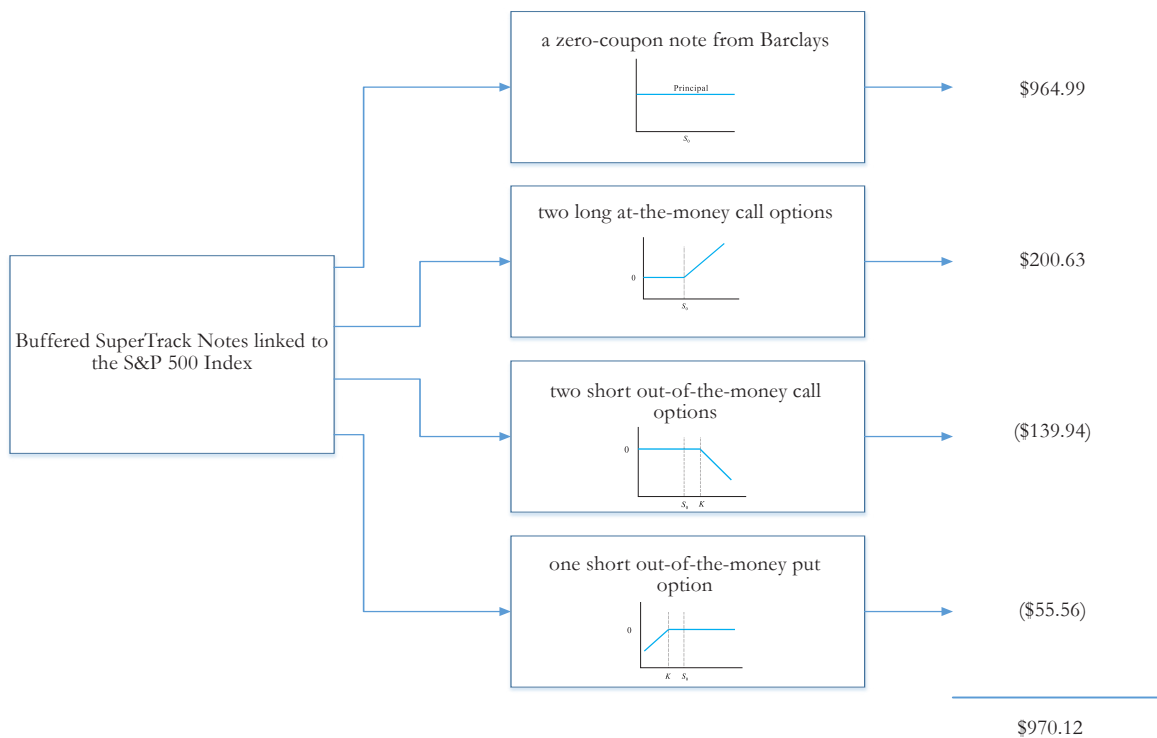 a zero-coupon note from Barclays
Principal
S₀
$964.99
two long at-the-money call options
0
S₀
$200.63
Buffered SuperTrack Notes linked to
the S&P 500 Index
two short out-of-the-money call
options
0
S₀ K
($139.94)
one short out-of-the-money put
option
0
K S₀
($55.56)
$970.12